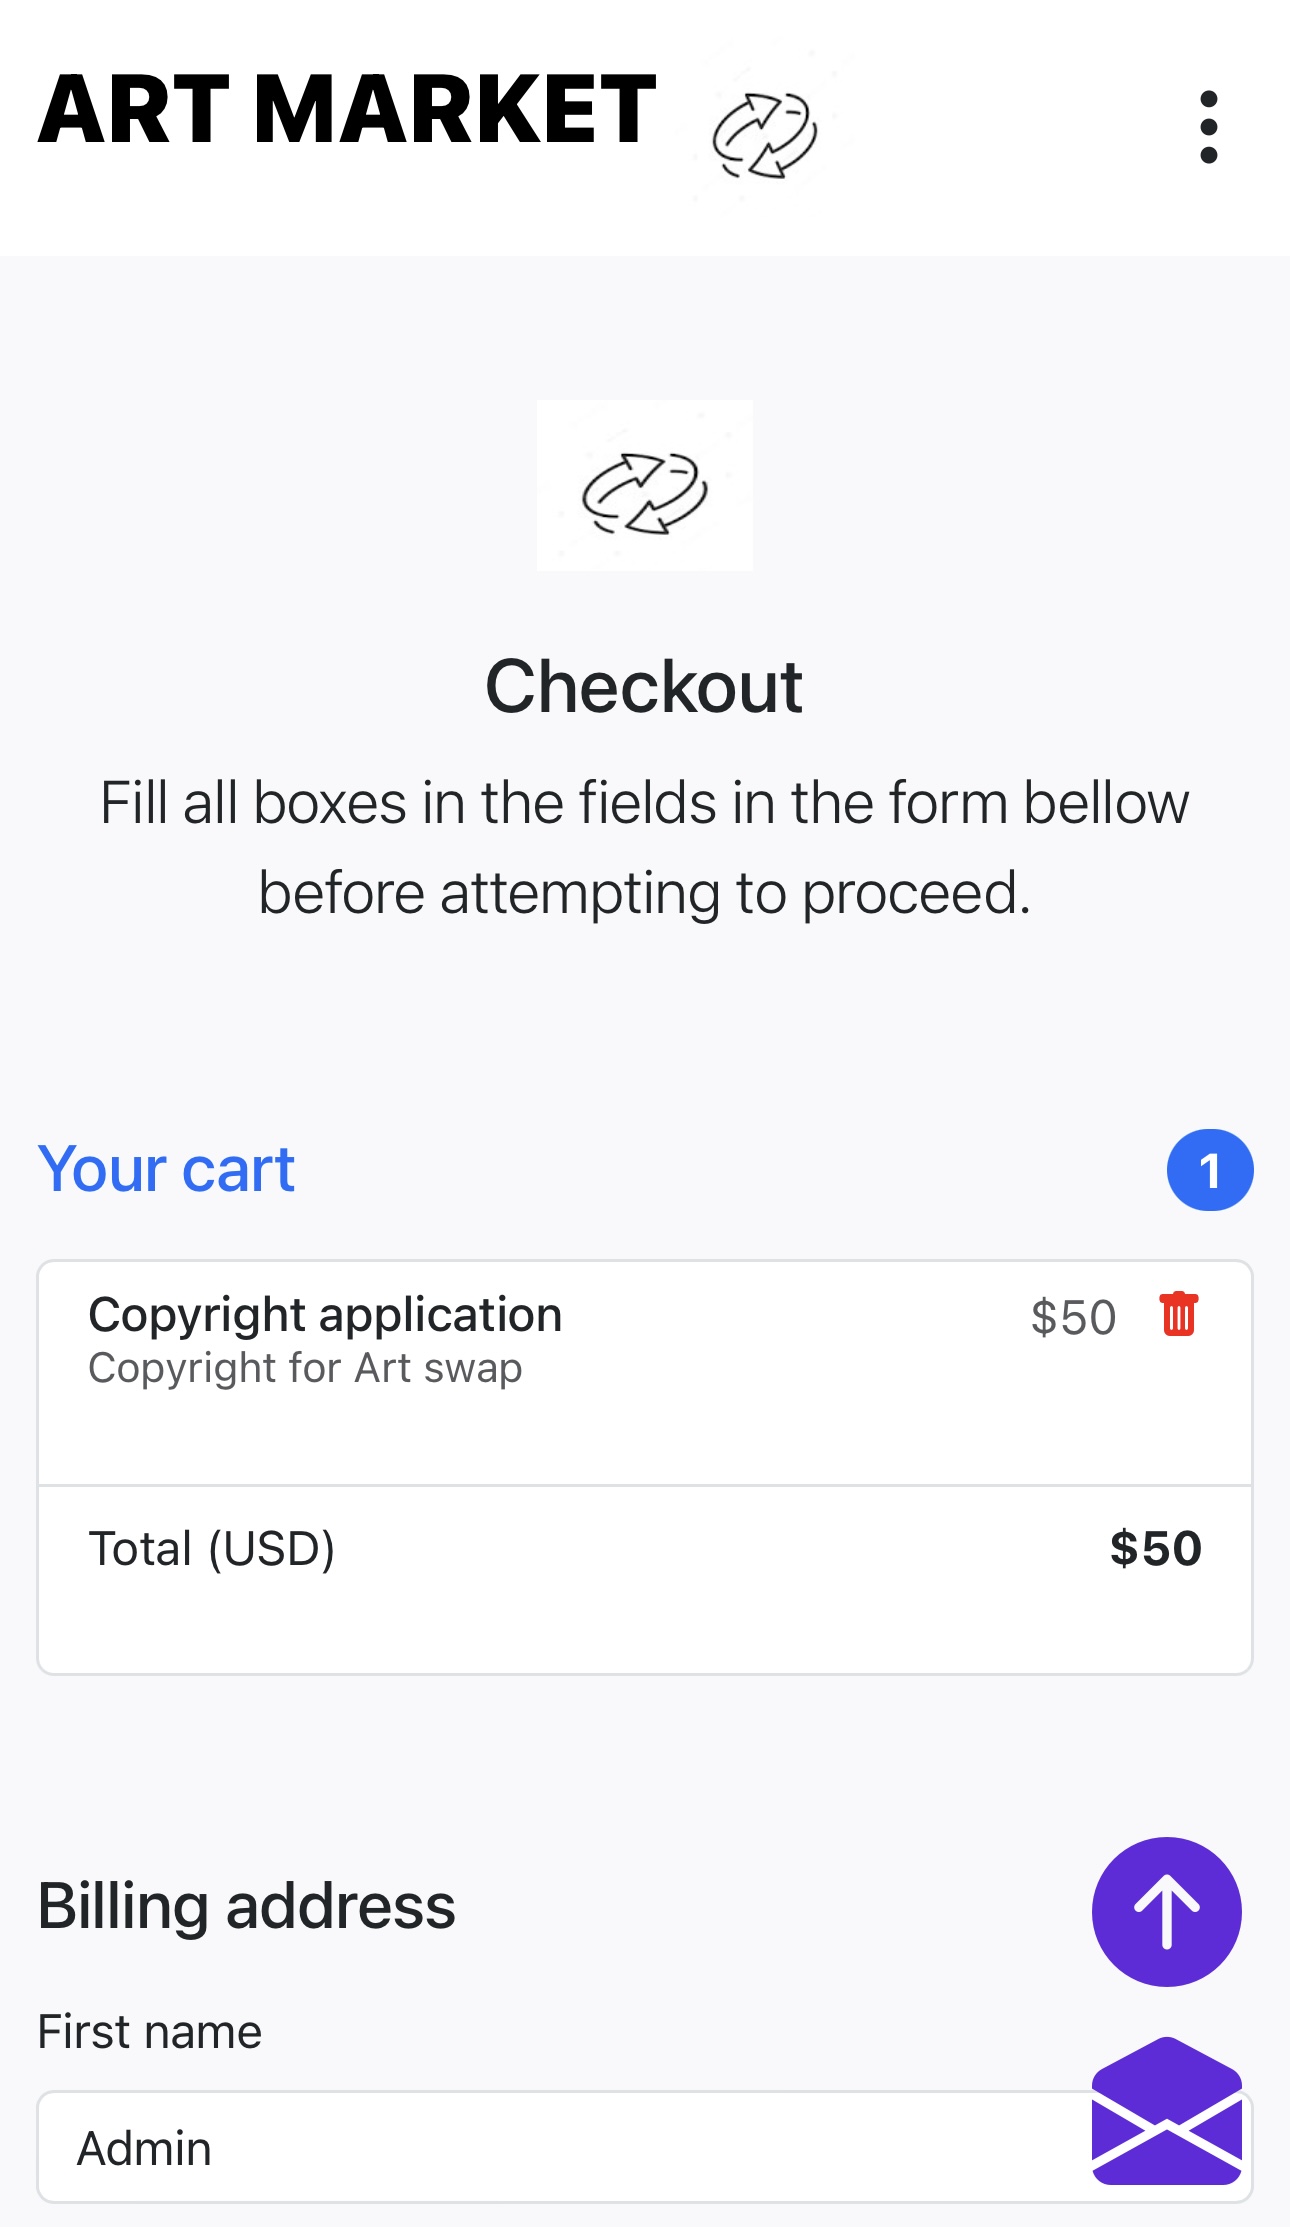 ART MARKET
Checkout
Fill all boxes in the fields in the form bellow
before attempting to proceed.
Your cart
1
Copyright application
$50
Copyright for Art swap
Total (USD)
$50
Billing address
First name
Admin